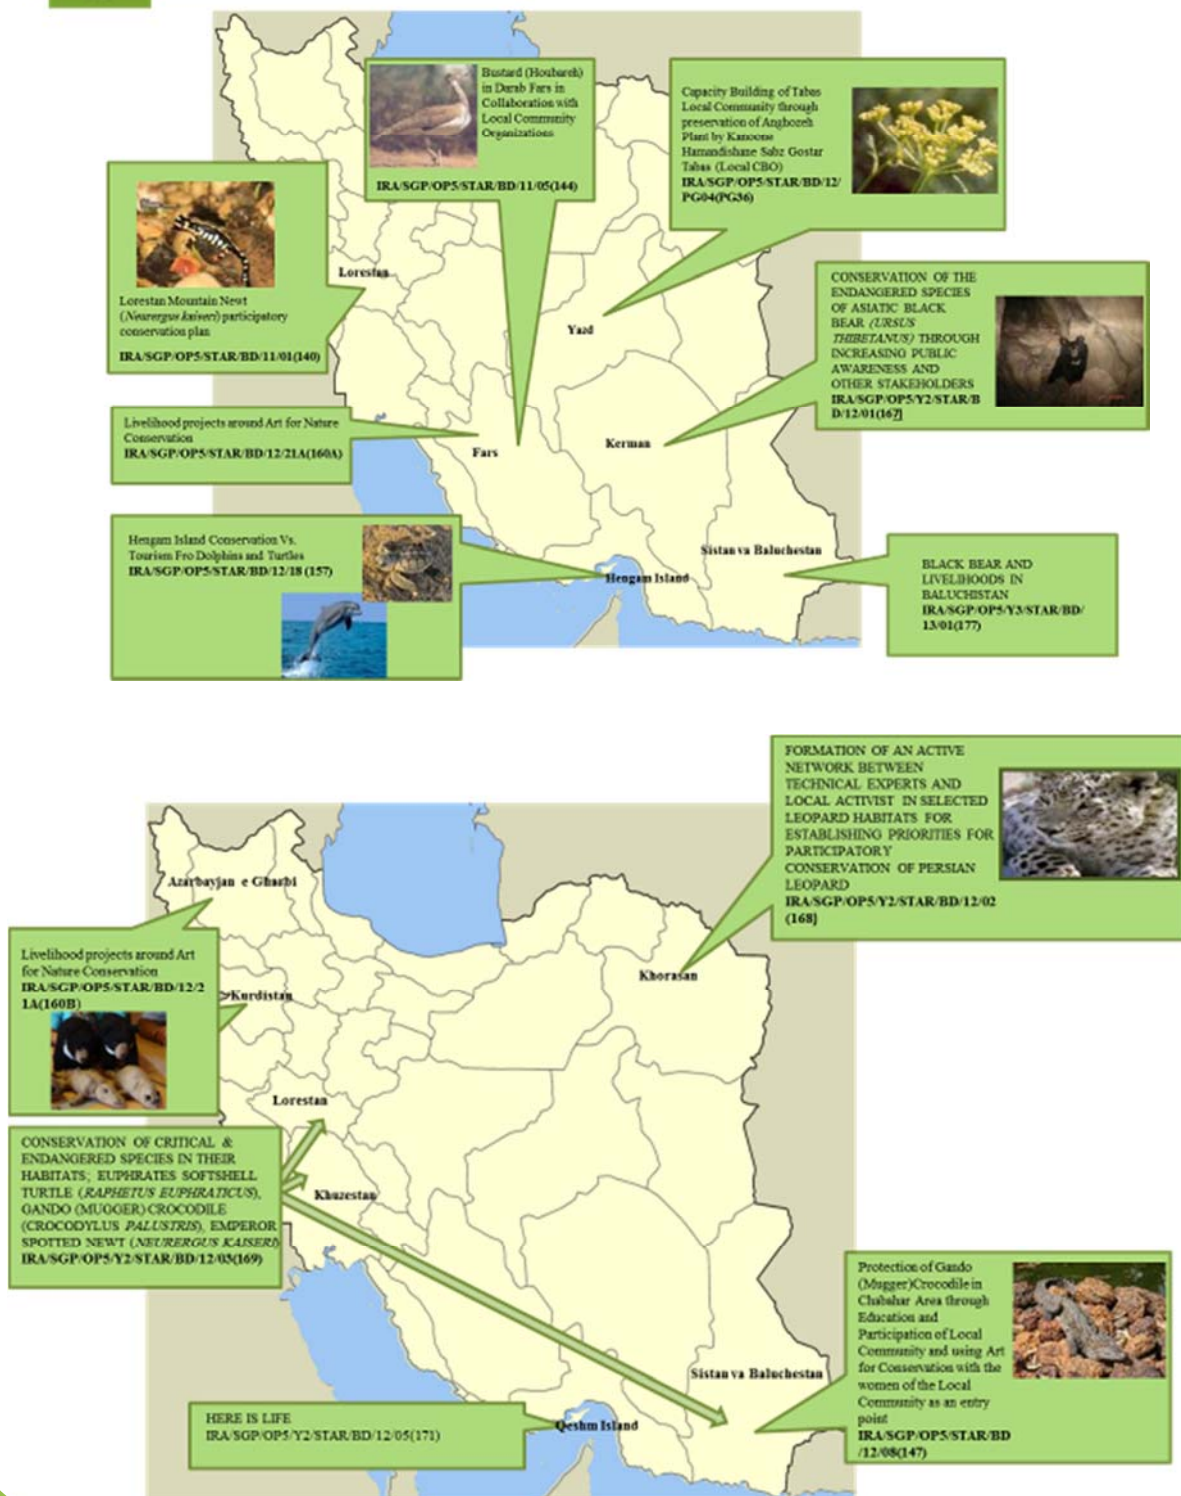 Bustard (Houbareh)
in Darab Fars in
Collaboration with
Local Community
Organizations
IRA/SGP/OP5/STAR/BD/11/05(144)
Capacity Building of Tabas
Local Community through
preservation of Anghozeh
Plant by Kanoone
Hamandishane Sabz Gostar
Tabas (Local CBO)
IRA/SGP/OP5/STAR/BD/12/
PG04(PG36)
Lorestan Mountain Newt
(Neurergus kaiseri) participatory
conservation plan
IRA/SGP/OP5/STAR/BD/11/01(140)
Lorestan
Yazd
CONSERVATION OF THE
ENDANGERED SPECIES
OF ASIATIC BLACK
BEAR (URSUS
THIBETANUS) THROUGH
INCREASING PUBLIC
AWARENESS AND
OTHER STAKEHOLDERS
IRA/SGP/OP5/Y2/STAR/B
D/12/01(167]
Livelihood projects around Art for Nature
Conservation
IRA/SGP/OP5/STAR/BD/12/21A(160A)
Fars
Kerman
Hengam Island Conservation Vs.
Tourism Fro Dolphins and Turtles
IRA/SGP/OP5/STAR/BD/12/18 (157)
Sistan va Baluchestan
Hengam Island
BLACK BEAR AND
LIVELIHOODS IN
BALUCHISTAN
IRA/SGP/OP5/Y3/STAR/BD/
13/01(177)
FORMATION OF AN ACTIVE
NETWORK BETWEEN
TECHNICAL EXPERTS AND
LOCAL ACTIVIST IN SELECTED
LEOPARD HABITATS FOR
ESTABLISHING PRIORITIES FOR
PARTICIPATORY
CONSERVATION OF PERSIAN
LEOPARD
IRA/SGP/OP5/Y2/STAR/BD/12/02
(168]
Azarbayjan e Gharbi
Livelihood projects around Art
for Nature Conservation
IRA/SGP/OP5/STAR/BD/12/2
1A(160B)
Kurdistan
Khorasan
Lorestan
CONSERVATION OF CRITICAL &
ENDANGERED SPECIES IN THEIR
HABITATS; EUPHRATES SOFTSHELL
TURTLE (RAPHETUS EUPHRATICUS),
GANDO (MUGGER) CROCODILE
(CROCODYLUS PALUSTRIS), EMPEROR
SPOTTED NEWT (NEURERGUS KAISERI)
IRA/SGP/OP5/Y2/STAR/BD/12/03(169)
Khuzestan
Protection of Gando
(Mugger)Crocodile in
Chabahar Area through
Education and
Participation of Local
Community and using Art
for Conservation with the
women of the Local
Community as an entry
point
IRA/SGP/OP5/STAR/BD
/12/08(147)
Sistan va Baluchestan
HERE IS LIFE
IRA/SGP/OP5/Y2/STAR/BD/12/05(171)
Qeshm Island